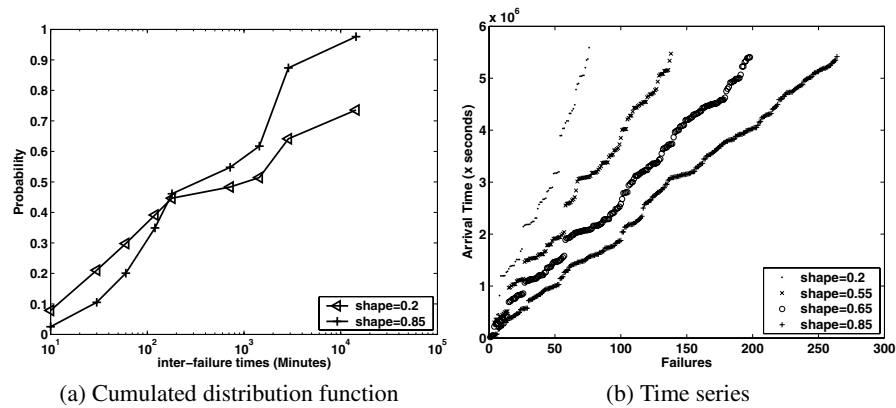 1
0.9
0.8
0.7
0.6
0.5
0.4
0.3
0.2
0.1
0
Probability
10^1
10^2
10^3
10^4
10^5
inter-failure times (Minutes)
shape=0.2
shape=0.85
(a) Cumulated distribution function
x 10^6
6
5
4
3
2
1
0
Arrival Time (x seconds)
0
50
100
150
200
250
300
Failures
shape=0.2
shape=0.55
shape=0.65
shape=0.85
(b) Time series